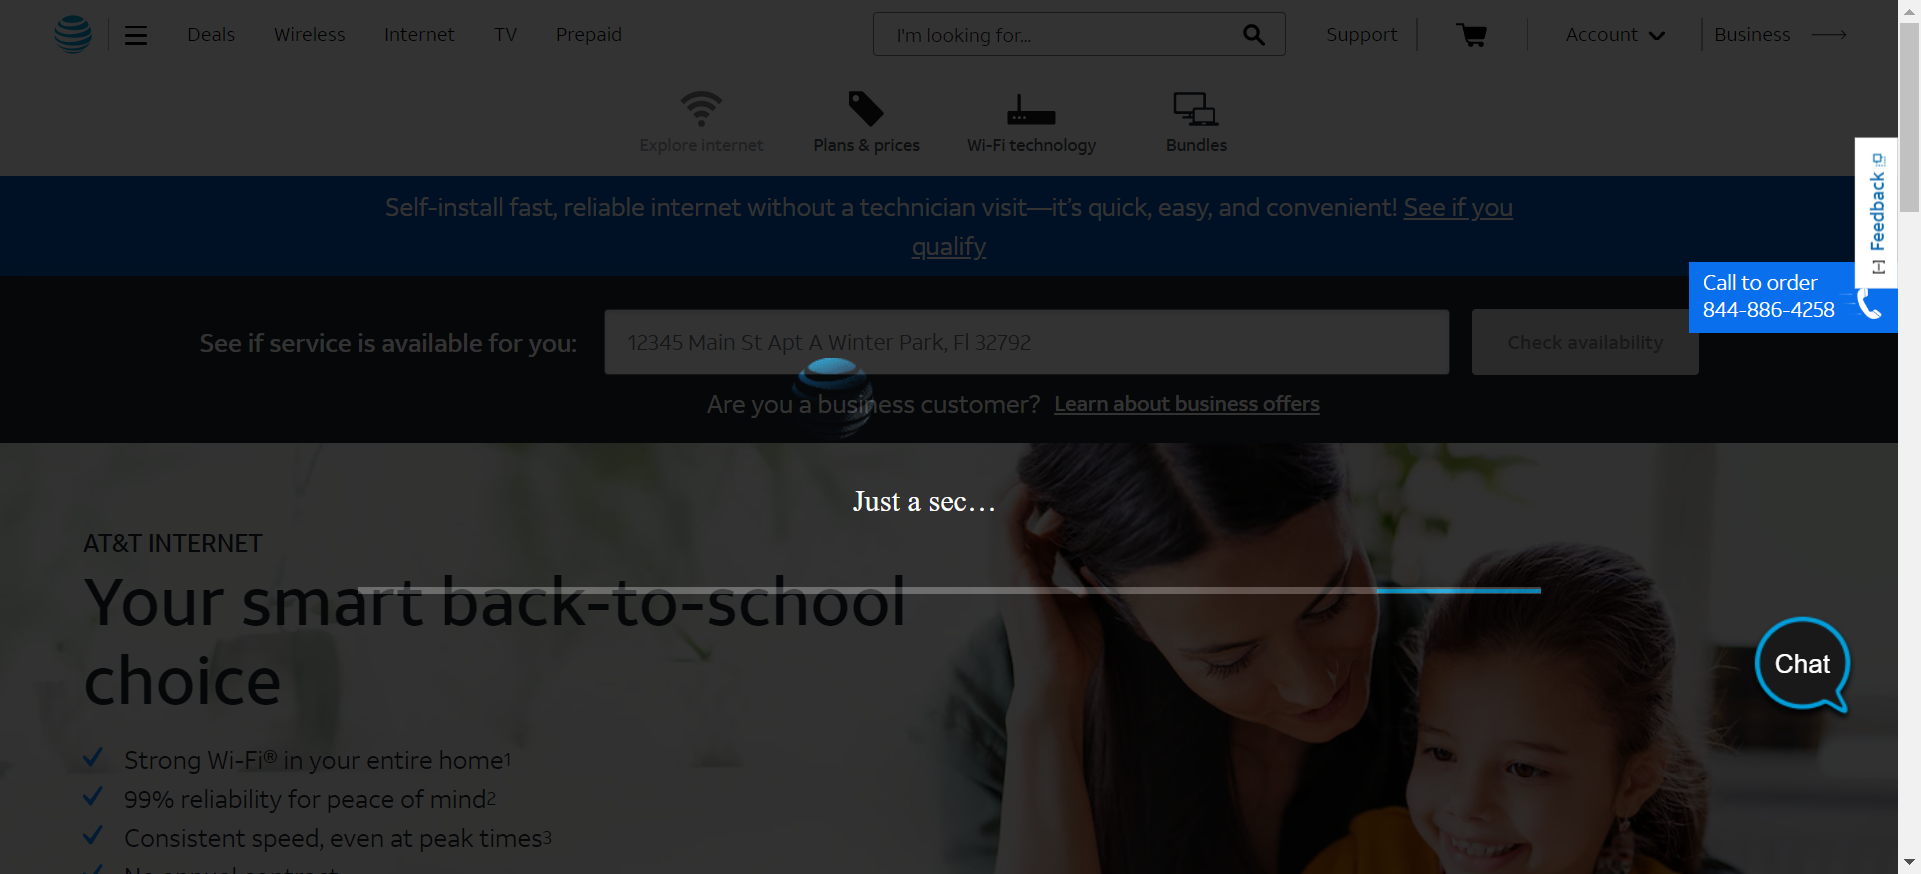 Deals Wireless Internet TV Prepaid I'm looking for... Support Account Business
Explore internet Plans & prices Wi-Fi technology Bundles
Self-install fast, reliable internet without a technician visit—it's quick, easy, and convenient! See if you
qualify
[-] Feedback
Call to order
844-886-4258
See if service is available for you: 12345 Main St Apt A Winter Park, Fl 32792 Check availability
Are you a business customer? Learn about business offers
Just a sec...
AT&T INTERNET
Your smart back-to-school
choice
Chat
Strong Wi-Fi® in your entire home1
99% reliability for peace of mind2
Consistent speed, even at peak times3
No annual contract